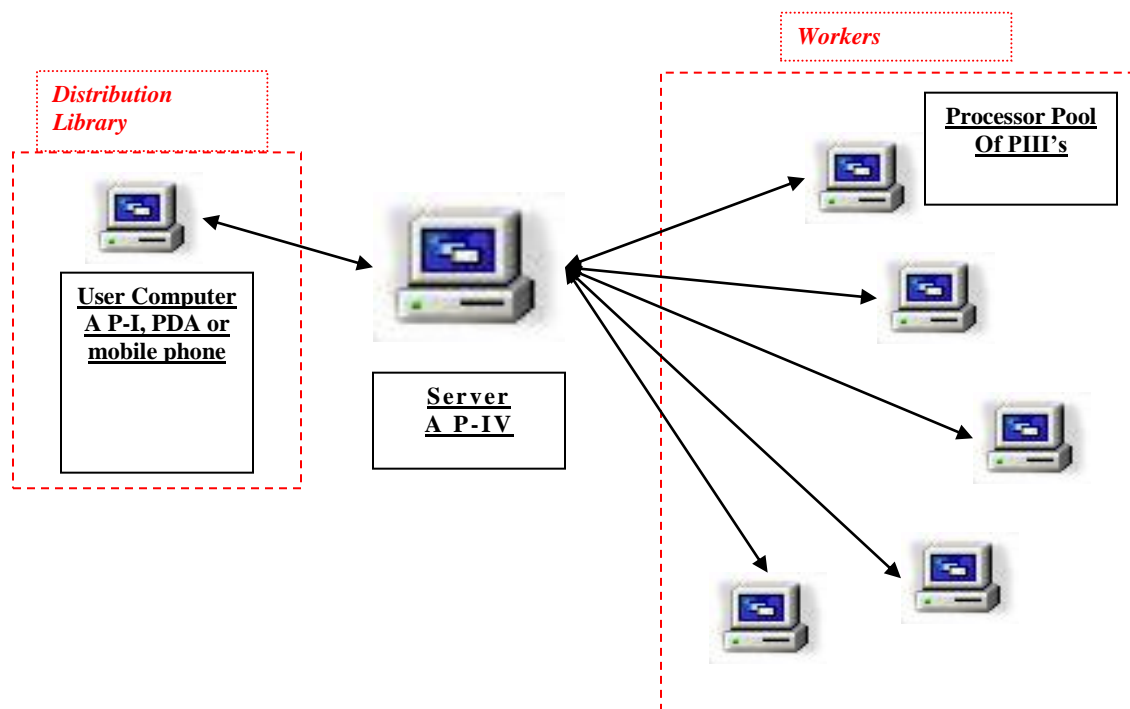 Workers
Distribution
Library
Processor Pool
Of PIII's
User Computer
A P-I, PDA or
mobile phone
Server
A P-IV